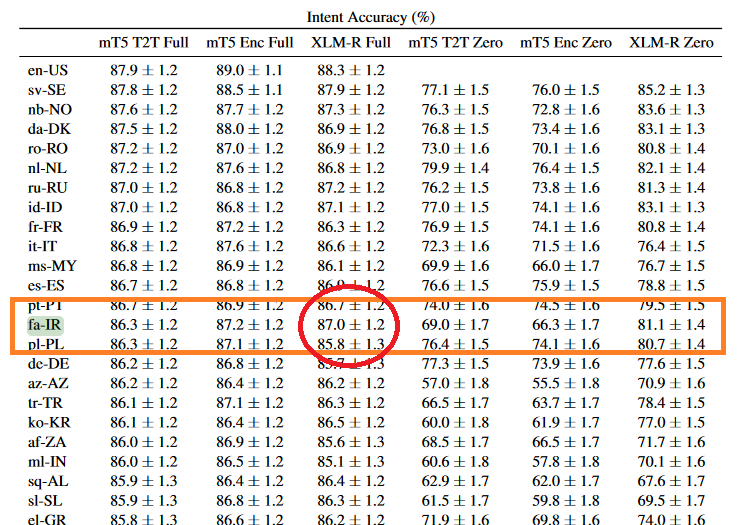 Intent Accuracy (%)
mT5 T2T Full mT5 Enc Full XLM-R Full mT5 T2T Zero mT5 Enc Zero XLM-R Zero
en-US 87.9 ± 1.2 89.0 ± 1.1 88.3 ± 1.2
sv-SE 87.8 ± 1.2 88.5 ± 1.1 87.9 ± 1.2 77.1 ± 1.5 76.0 ± 1.5 85.2 ± 1.3
nb-NO 87.6 ± 1.2 87.7 ± 1.2 87.3 ± 1.2 76.3 ± 1.5 72.8 ± 1.6 83.6 ± 1.3
da-DK 87.5 ± 1.2 88.0 ± 1.2 86.9 ± 1.2 76.8 ± 1.5 73.4 ± 1.6 83.1 ± 1.3
ro-RO 87.2 ± 1.2 87.0 ± 1.2 86.9 ± 1.2 73.0 ± 1.6 70.1 ± 1.6 80.8 ± 1.4
nl-NL 87.2 ± 1.2 87.6 ± 1.2 86.8 ± 1.2 79.9 ± 1.4 76.4 ± 1.5 82.1 ± 1.4
ru-RU 87.0 ± 1.2 86.8 ± 1.2 87.2 ± 1.2 76.2 ± 1.5 73.8 ± 1.6 81.3 ± 1.4
id-ID 87.0 ± 1.2 86.8 ± 1.2 87.1 ± 1.2 77.0 ± 1.5 74.1 ± 1.6 83.1 ± 1.3
fr-FR 86.9 ± 1.2 87.2 ± 1.2 86.3 ± 1.2 76.9 ± 1.5 74.1 ± 1.6 80.8 ± 1.4
it-IT 86.8 ± 1.2 87.6 ± 1.2 86.6 ± 1.2 72.3 ± 1.6 71.5 ± 1.6 76.4 ± 1.5
ms-MY 86.8 ± 1.2 86.9 ± 1.2 86.1 ± 1.2 69.9 ± 1.6 66.0 ± 1.7 76.7 ± 1.5
es-ES 86.7 ± 1.2 86.8 ± 1.2 86.9 ± 1.2 76.6 ± 1.5 75.9 ± 1.5 78.8 ± 1.5
pt-PT 86.7 ± 1.2 86.9 ± 1.2 86.7 ± 1.2 74.0 ± 1.6 74.5 ± 1.6 79.5 ± 1.5
fa-IR 86.3 ± 1.2 87.2 ± 1.2 87.0 ± 1.2 69.0 ± 1.7 66.3 ± 1.7 81.1 ± 1.4
pl-PL 86.3 ± 1.2 87.1 ± 1.2 85.8 ± 1.3 76.4 ± 1.5 74.1 ± 1.6 80.7 ± 1.4
de-DE 86.2 ± 1.2 86.8 ± 1.2 85.7 ± 1.3 77.3 ± 1.5 73.9 ± 1.6 77.6 ± 1.5
az-AZ 86.2 ± 1.2 86.4 ± 1.2 86.2 ± 1.2 57.0 ± 1.8 55.5 ± 1.8 70.9 ± 1.6
tr-TR 86.1 ± 1.2 87.1 ± 1.2 86.3 ± 1.2 66.5 ± 1.7 63.7 ± 1.7 78.4 ± 1.5
ko-KR 86.1 ± 1.2 86.4 ± 1.2 86.5 ± 1.2 60.0 ± 1.8 61.9 ± 1.7 77.0 ± 1.5
af-ZA 86.0 ± 1.2 86.9 ± 1.2 85.6 ± 1.3 68.5 ± 1.7 66.5 ± 1.7 71.7 ± 1.6
ml-IN 86.0 ± 1.2 86.5 ± 1.2 85.1 ± 1.3 60.6 ± 1.8 57.8 ± 1.8 70.1 ± 1.6
sq-AL 85.9 ± 1.3 86.4 ± 1.2 86.4 ± 1.2 62.9 ± 1.7 62.0 ± 1.7 67.6 ± 1.7
sl-SL 85.9 ± 1.3 86.8 ± 1.2 86.3 ± 1.2 61.5 ± 1.7 59.8 ± 1.8 69.5 ± 1.7
el-GR 85.8 ± 1.3 86.6 ± 1.2 86.2 ± 1.2 71.9 ± 1.6 69.8 ± 1.6 74.0 ± 1.6